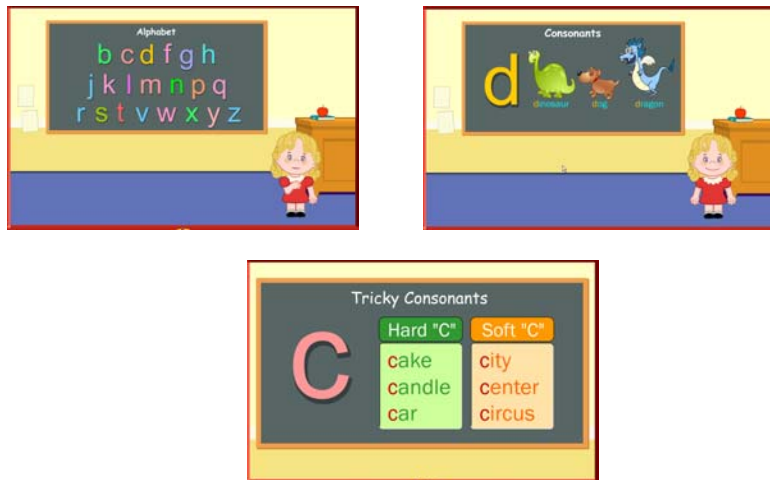 Alphabet
b c d f g h
j k l m n p q
r s t v w x y z
Consonants
d
dinosaur dog dragon
Tricky Consonants
C
Hard "C" Soft "C"
cake city
candle center
car circus